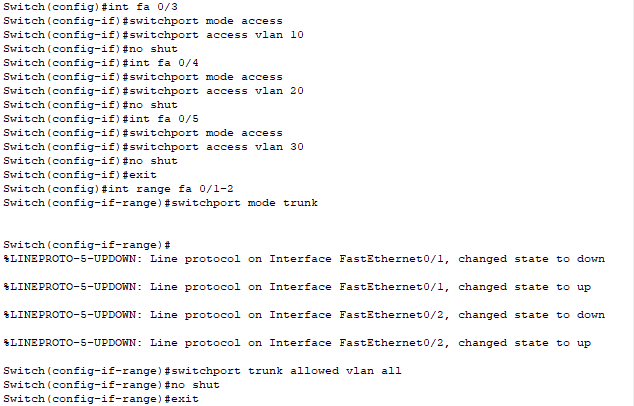 Switch(config)#int fa 0/3
Switch(config-if)#switchport mode access
Switch(config-if)#switchport access vlan 10
Switch(config-if)#no shut
Switch(config-if)#int fa 0/4
Switch(config-if)#switchport mode access
Switch(config-if)#switchport access vlan 20
Switch(config-if)#no shut
Switch(config-if)#int fa 0/5
Switch(config-if)#switchport mode access
Switch(config-if)#switchport access vlan 30
Switch(config-if)#no shut
Switch(config-if)#exit
Switch(config)#int range fa 0/1-2
Switch(config-if-range)#switchport mode trunk
Switch(config-if-range)#
%LINEPROTO-5-UPDOWN: Line protocol on Interface FastEthernet0/1, changed state to down
%LINEPROTO-5-UPDOWN: Line protocol on Interface FastEthernet0/1, changed state to up
%LINEPROTO-5-UPDOWN: Line protocol on Interface FastEthernet0/2, changed state to down
%LINEPROTO-5-UPDOWN: Line protocol on Interface FastEthernet0/2, changed state to up
Switch(config-if-range)#switchport trunk allowed vlan all
Switch(config-if-range)#no shut
Switch(config-if-range)#exit